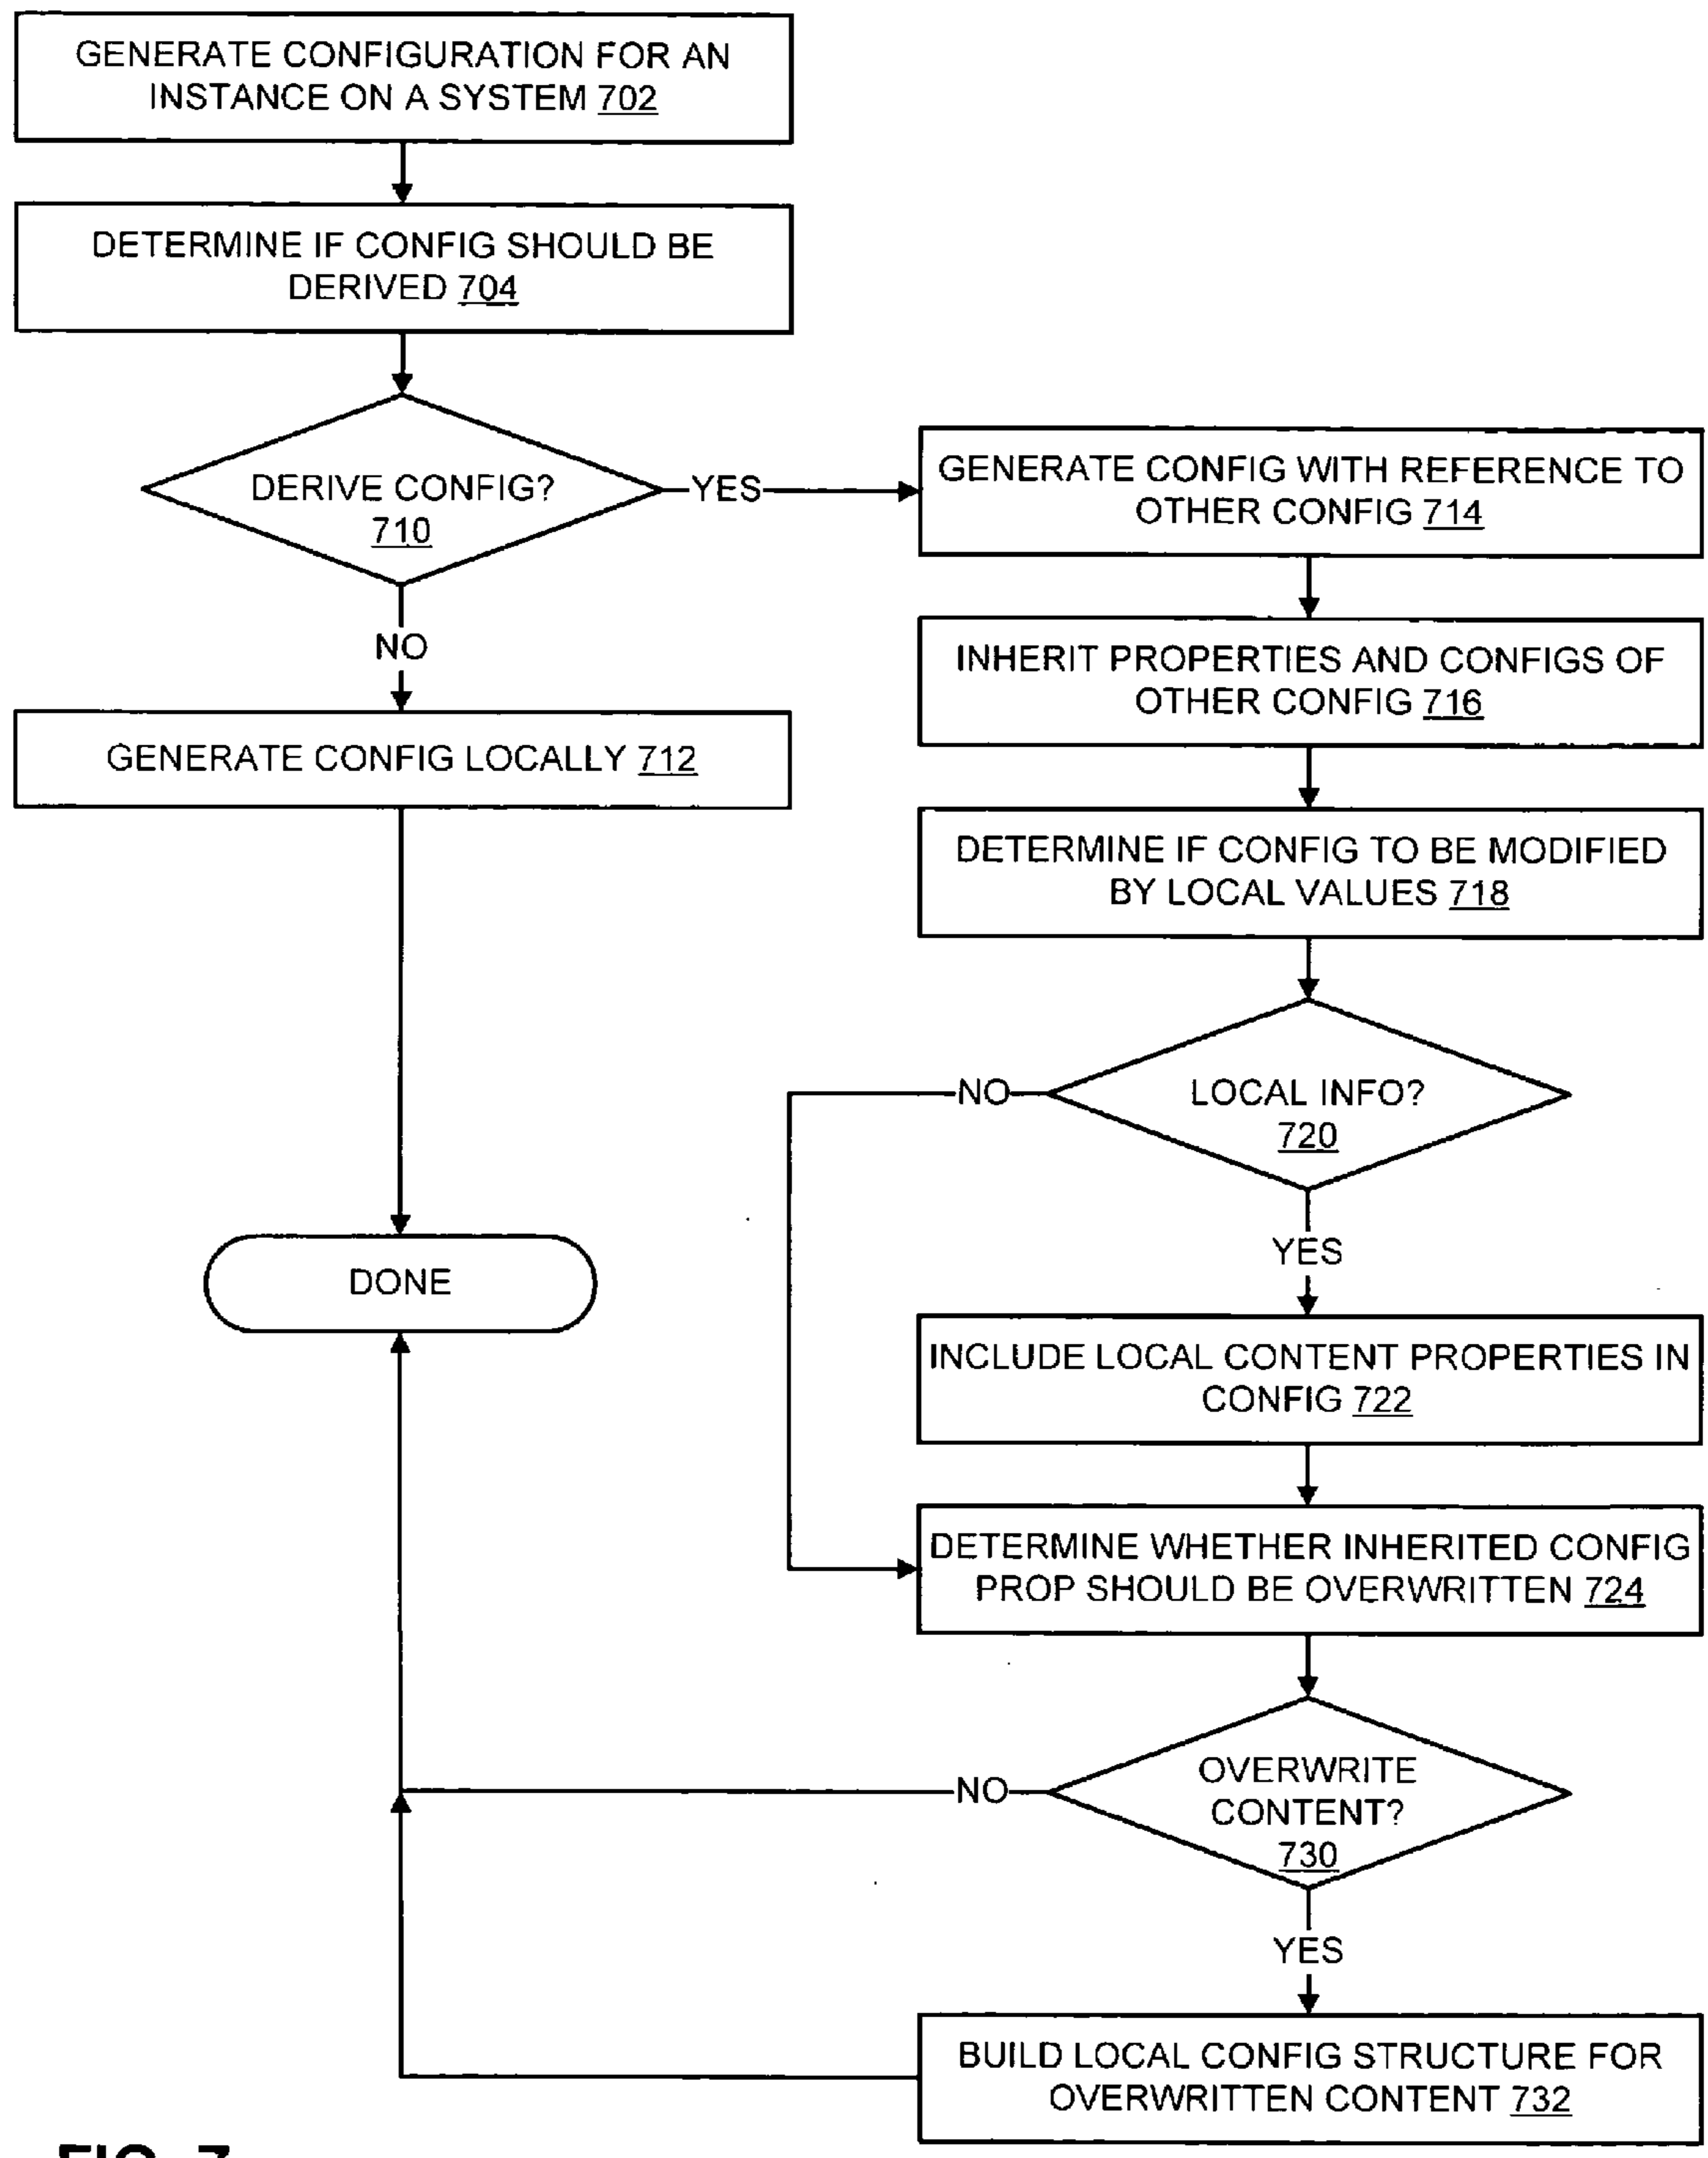 GENERATE CONFIGURATION FOR AN
INSTANCE ON A SYSTEM 702
DETERMINE IF CONFIG SHOULD BE
DERIVED 704
DERIVE CONFIG?
710
YES
NO
GENERATE CONFIG LOCALLY 712
GENERATE CONFIG WITH REFERENCE TO
OTHER CONFIG 714
INHERIT PROPERTIES AND CONFIGS OF
OTHER CONFIG 716
DETERMINE IF CONFIG TO BE MODIFIED
BY LOCAL VALUES 718
LOCAL INFO?
720
NO
YES
DONE
INCLUDE LOCAL CONTENT PROPERTIES IN
CONFIG 722
DETERMINE WHETHER INHERITED CONFIG
PROP SHOULD BE OVERWRITTEN 724
OVERWRITE
CONTENT?
730
NO
YES
BUILD LOCAL CONFIG STRUCTURE FOR
OVERWRITTEN CONTENT 732
FIG. 7